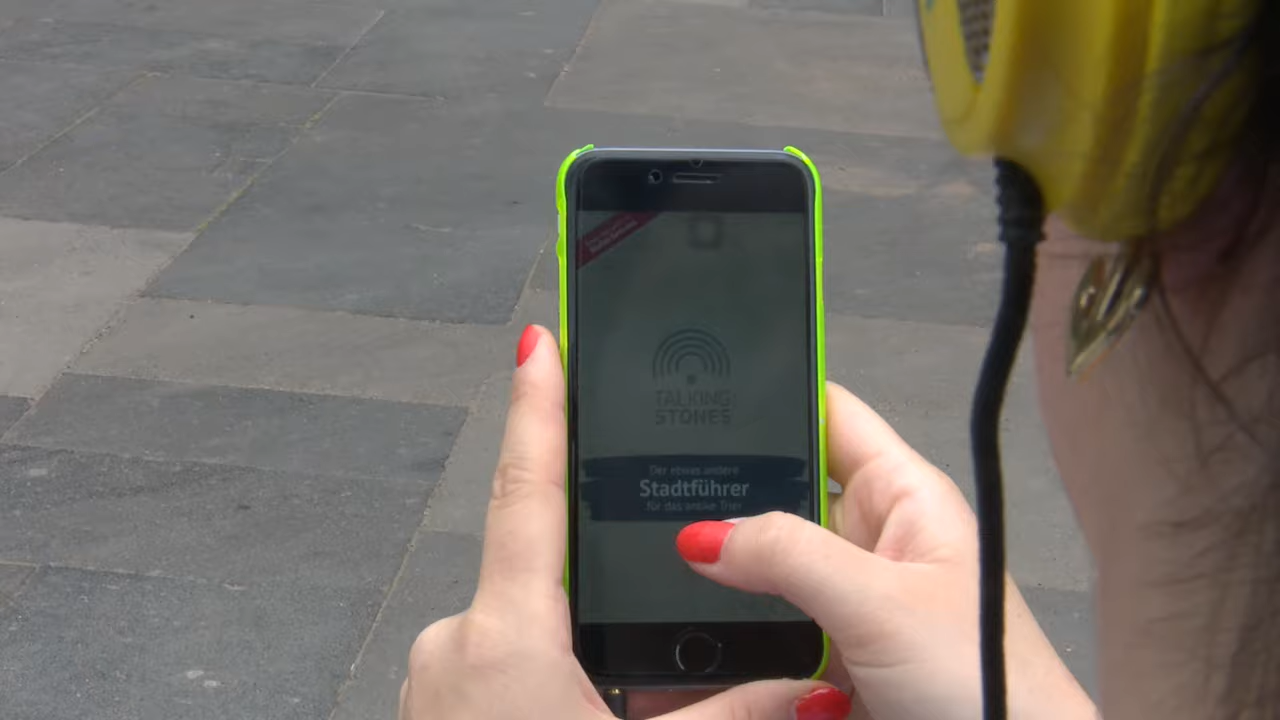 TALKING
STONES
Der etwas andere
Stadtführer
für das antike Trier